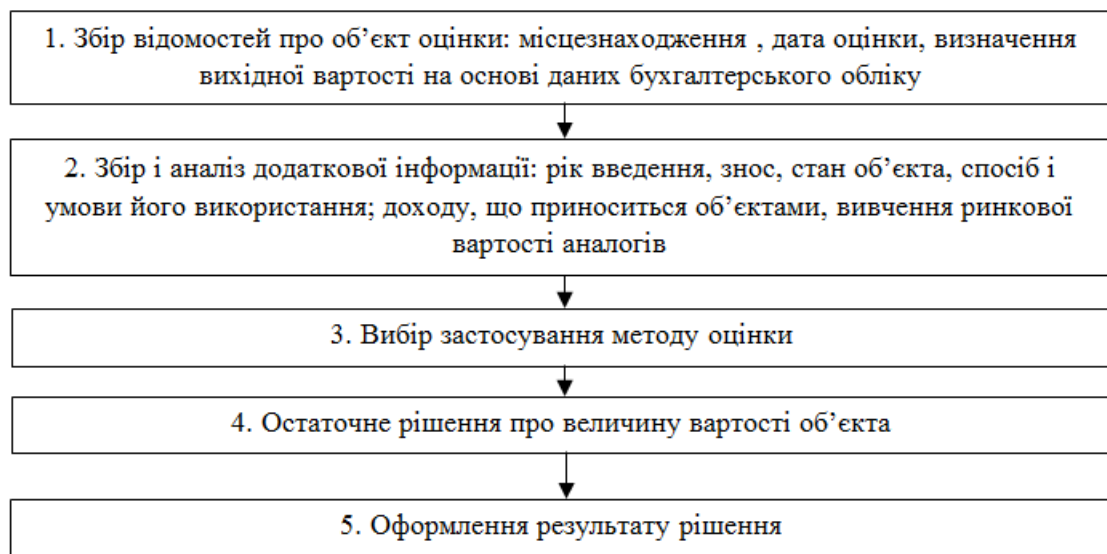 1. Збір відомостей про об’єкт оцінки: місцезнаходження , дата оцінки, визначення
вихідної вартості на основі даних бухгалтерського обліку
2. Збір і аналіз додаткової інформації: рік введення, знос, стан об’єкта, спосіб і
умови його використання; доходу, що приноситься об’єктами, вивчення ринкової
вартості аналогів
3. Вибір застосування методу оцінки
4. Остаточне рішення про величину вартості об’єкта
5. Оформлення результату рішення